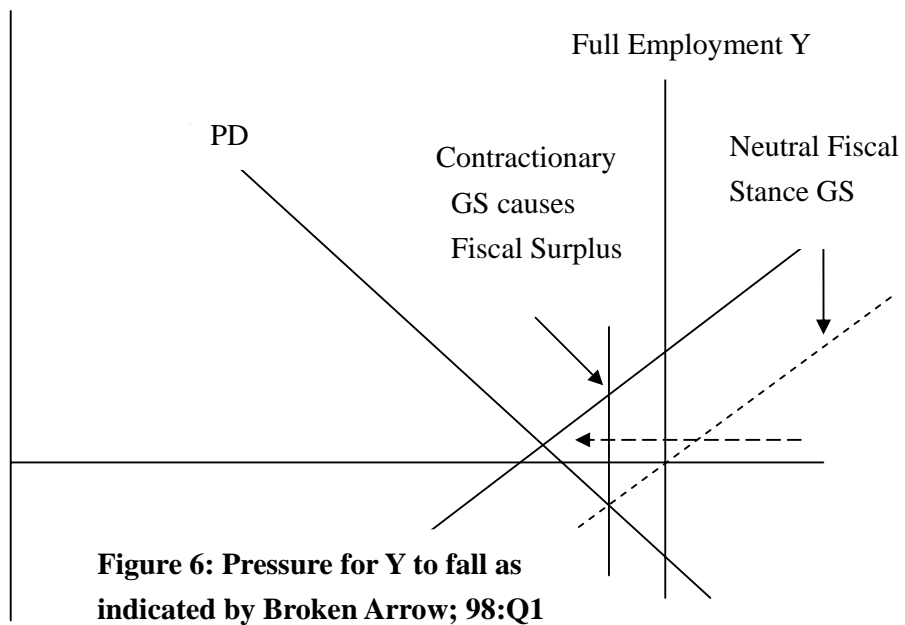 Full Employment Y
PD
Contractionary
GS causes
Fiscal Surplus
Neutral Fiscal
Stance GS
Figure 6: Pressure for Y to fall as
indicated by Broken Arrow; 98:Q1